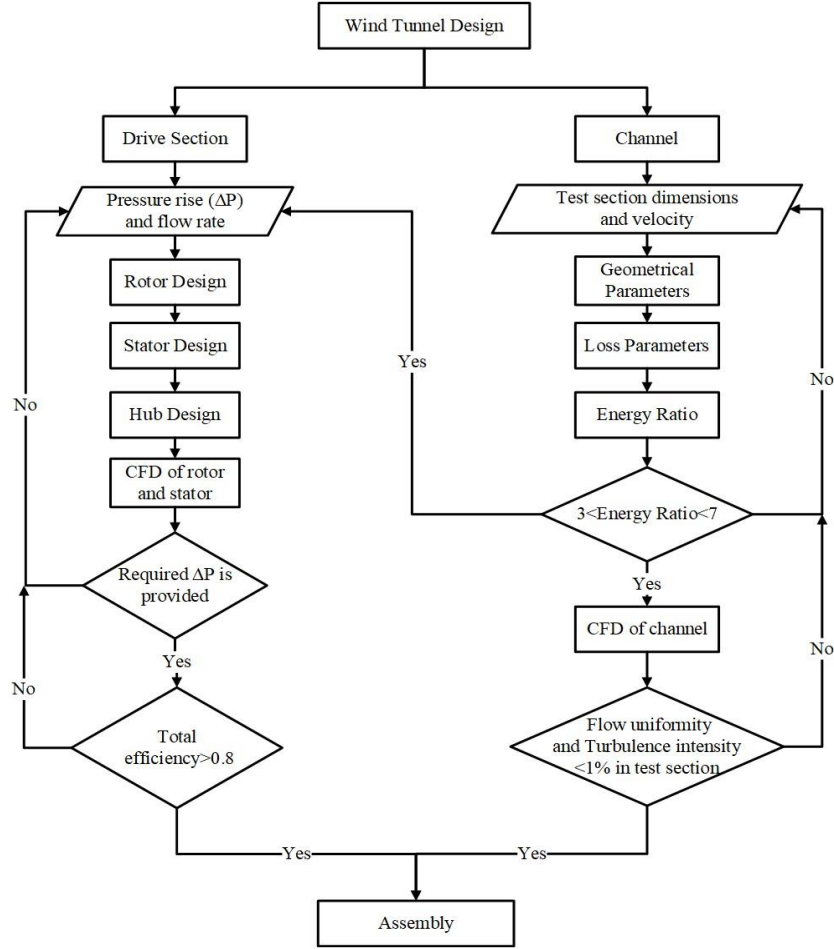 Wind Tunnel Design
Drive Section
Channel
Pressure rise (ΔP)
and flow rate
Test section dimensions
and velocity
Rotor Design
Geometrical
Parameters
Stator Design
Loss Parameters
Yes
No
No
Hub Design
Energy Ratio
CFD of rotor
and stator
3<Energy Ratio<7
Required ΔP is
provided
Yes
CFD of channel
Yes
No
No
Total
efficiency>0.8
Flow uniformity
and Turbulence intensity
<1% in test section
Yes
Yes
Assembly